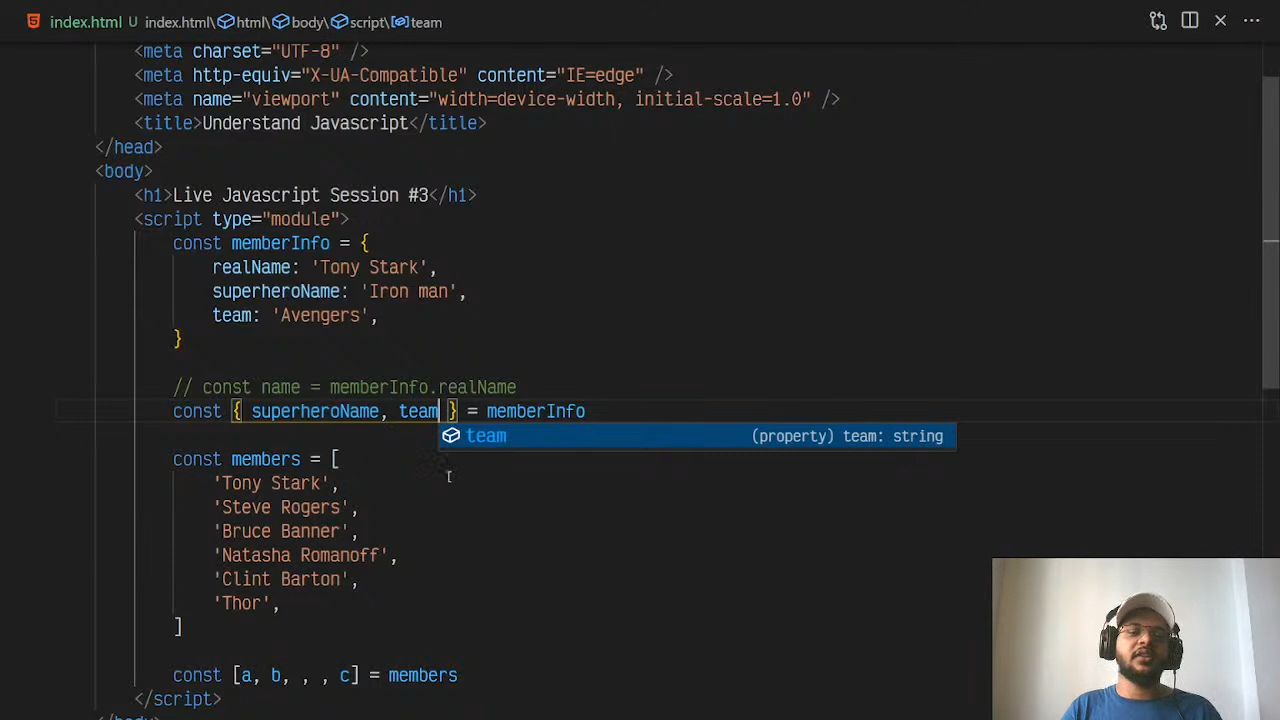 index.html U index.html\html\body\script\team
<meta charset="UTF-8" />
<meta http-equiv="X-UA-Compatible" content="IE=edge" />
<meta name="viewport" content="width=device-width, initial-scale=1.0" />
<title>Understand Javascript</title>
</head>
<body>
<h1>Live Javascript Session #3</h1>
<script type="module">
const memberInfo = {
realName: 'Tony Stark',
superheroName: 'Iron man',
team: 'Avengers',
}
// const name = memberInfo.realName
const { superheroName, team } = memberInfo
team (property) team: string
const members = [
'Tony Stark',
'Steve Rogers',
'Bruce Banner',
'Natasha Romanoff',
'Clint Barton',
'Thor',
]
const [a, b, , , c] = members
</script>